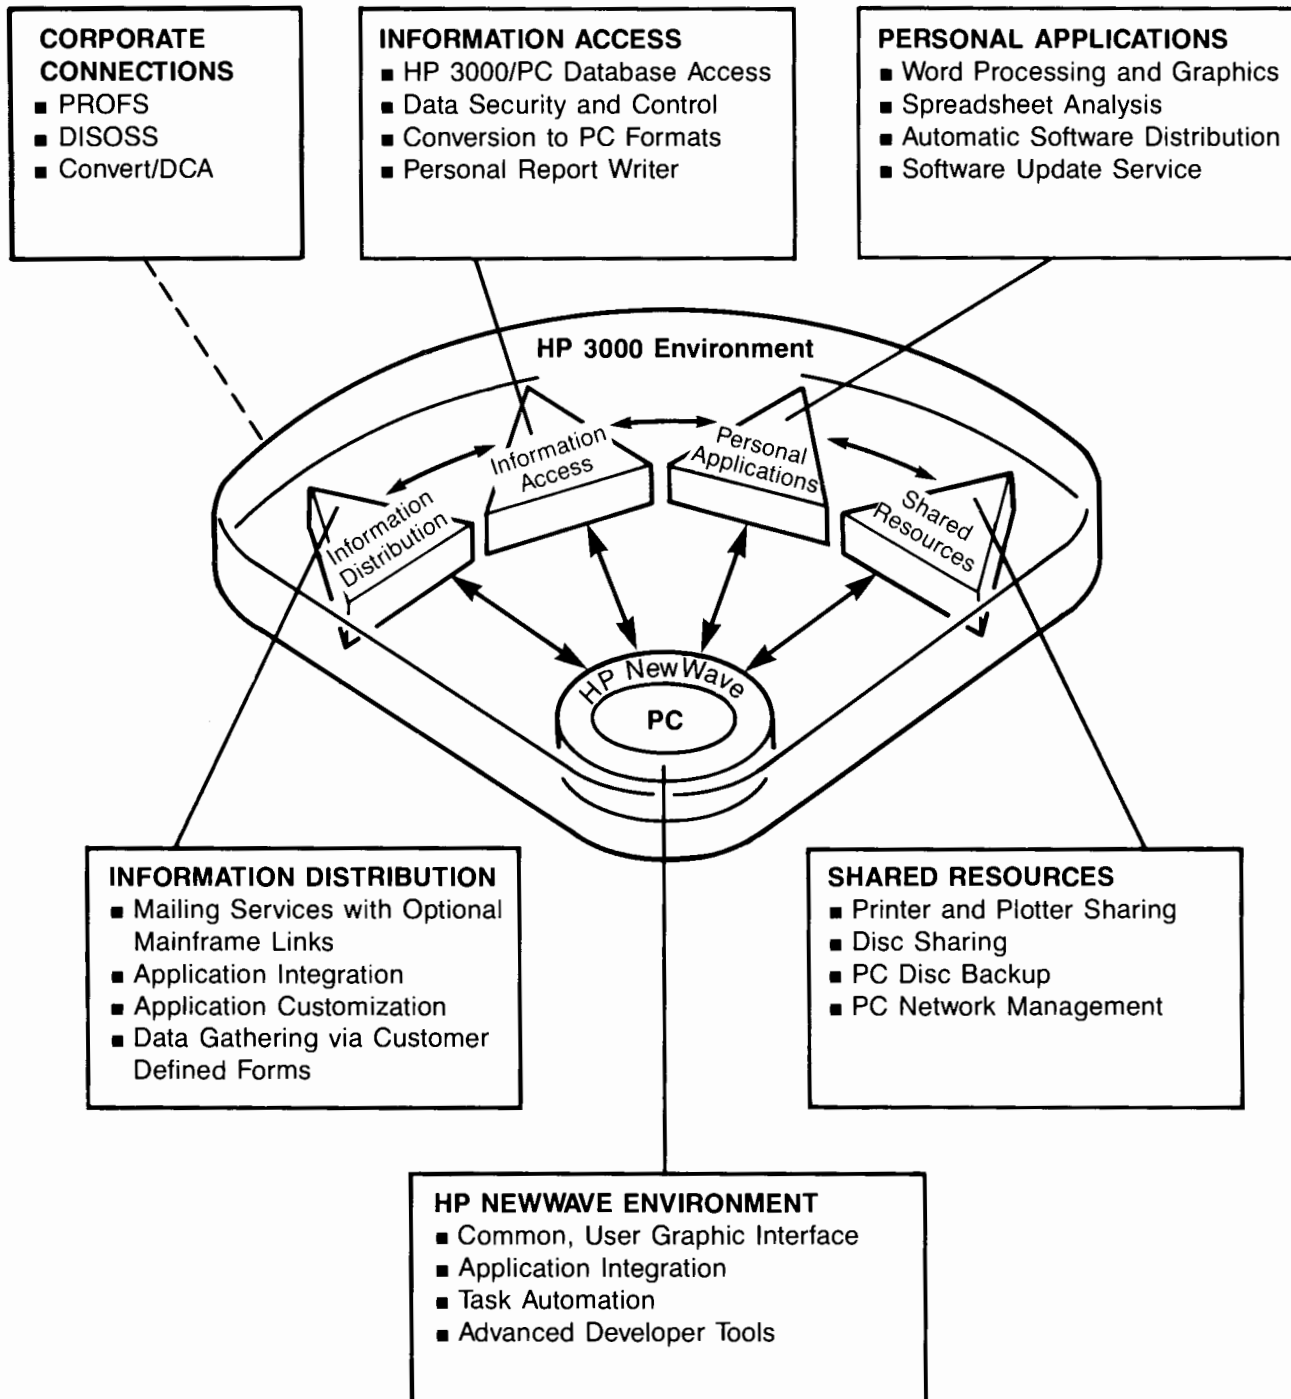 CORPORATE
CONNECTIONS
■ PROFS
■ DISOSS
■ Convert/DCA
INFORMATION ACCESS
■ HP 3000/PC Database Access
■ Data Security and Control
■ Conversion to PC Formats
■ Personal Report Writer
PERSONAL APPLICATIONS
■ Word Processing and Graphics
■ Spreadsheet Analysis
■ Automatic Software Distribution
■ Software Update Service
HP 3000 Environment
Information
Distribution
Information
Access
Personal
Applications
Shared
Resources
HP NewWave
PC
INFORMATION DISTRIBUTION
■ Mailing Services with Optional
Mainframe Links
■ Application Integration
■ Application Customization
■ Data Gathering via Customer
Defined Forms
SHARED RESOURCES
■ Printer and Plotter Sharing
■ Disc Sharing
■ PC Disc Backup
■ PC Network Management
HP NEWWAVE ENVIRONMENT
■ Common, User Graphic Interface
■ Application Integration
■ Task Automation
■ Advanced Developer Tools